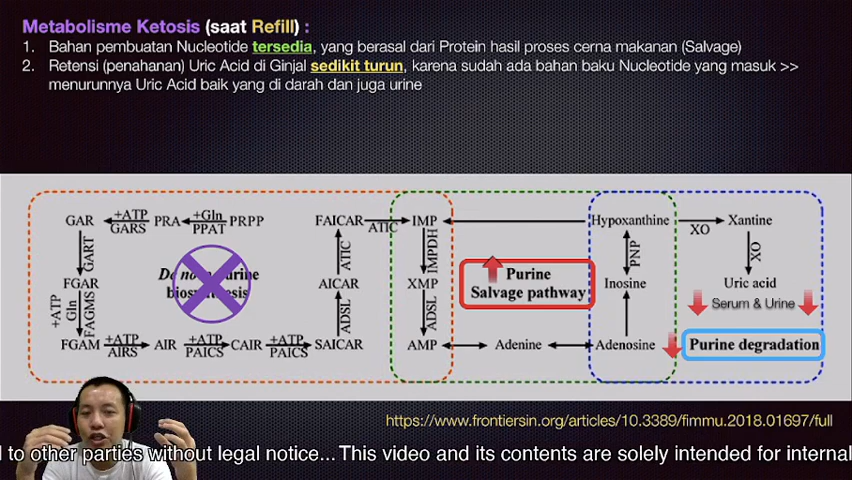 Metabolisme Ketosis (saat Refill) :
1. Bahan pembuatan Nucleotide tersedia, yang berasal dari Protein hasil proses cerna makanan (Salvage)
2. Retensi (penahanan) Uric Acid di Ginjal sedikit turun, karena sudah ada bahan baku Nucleotide yang masuk >>
menurunnya Uric Acid baik yang di darah dan juga urine
GAR +ATP GARS PRA +Gln PPAT PRPP FAICAR ATIC IMP Hypoxanthine XO Xantine
GART ATIC IMPDH PNP XO
Purine
FGAR AICAR XMP Salvage pathway Inosine Uric acid
Serum & Urine
+ATP Gln FAGMS ADSL ADSL
FGAM +ATP AIRS AIR +ATP PAICS CAIR +ATP PAICS SAICAR AMP Adenine Adenosine Purine degradation
https://www.frontiersin.org/articles/10.3389/fimmu.2018.01697/full
to other parties without legal notice... This video and its contents are solely intended for internal